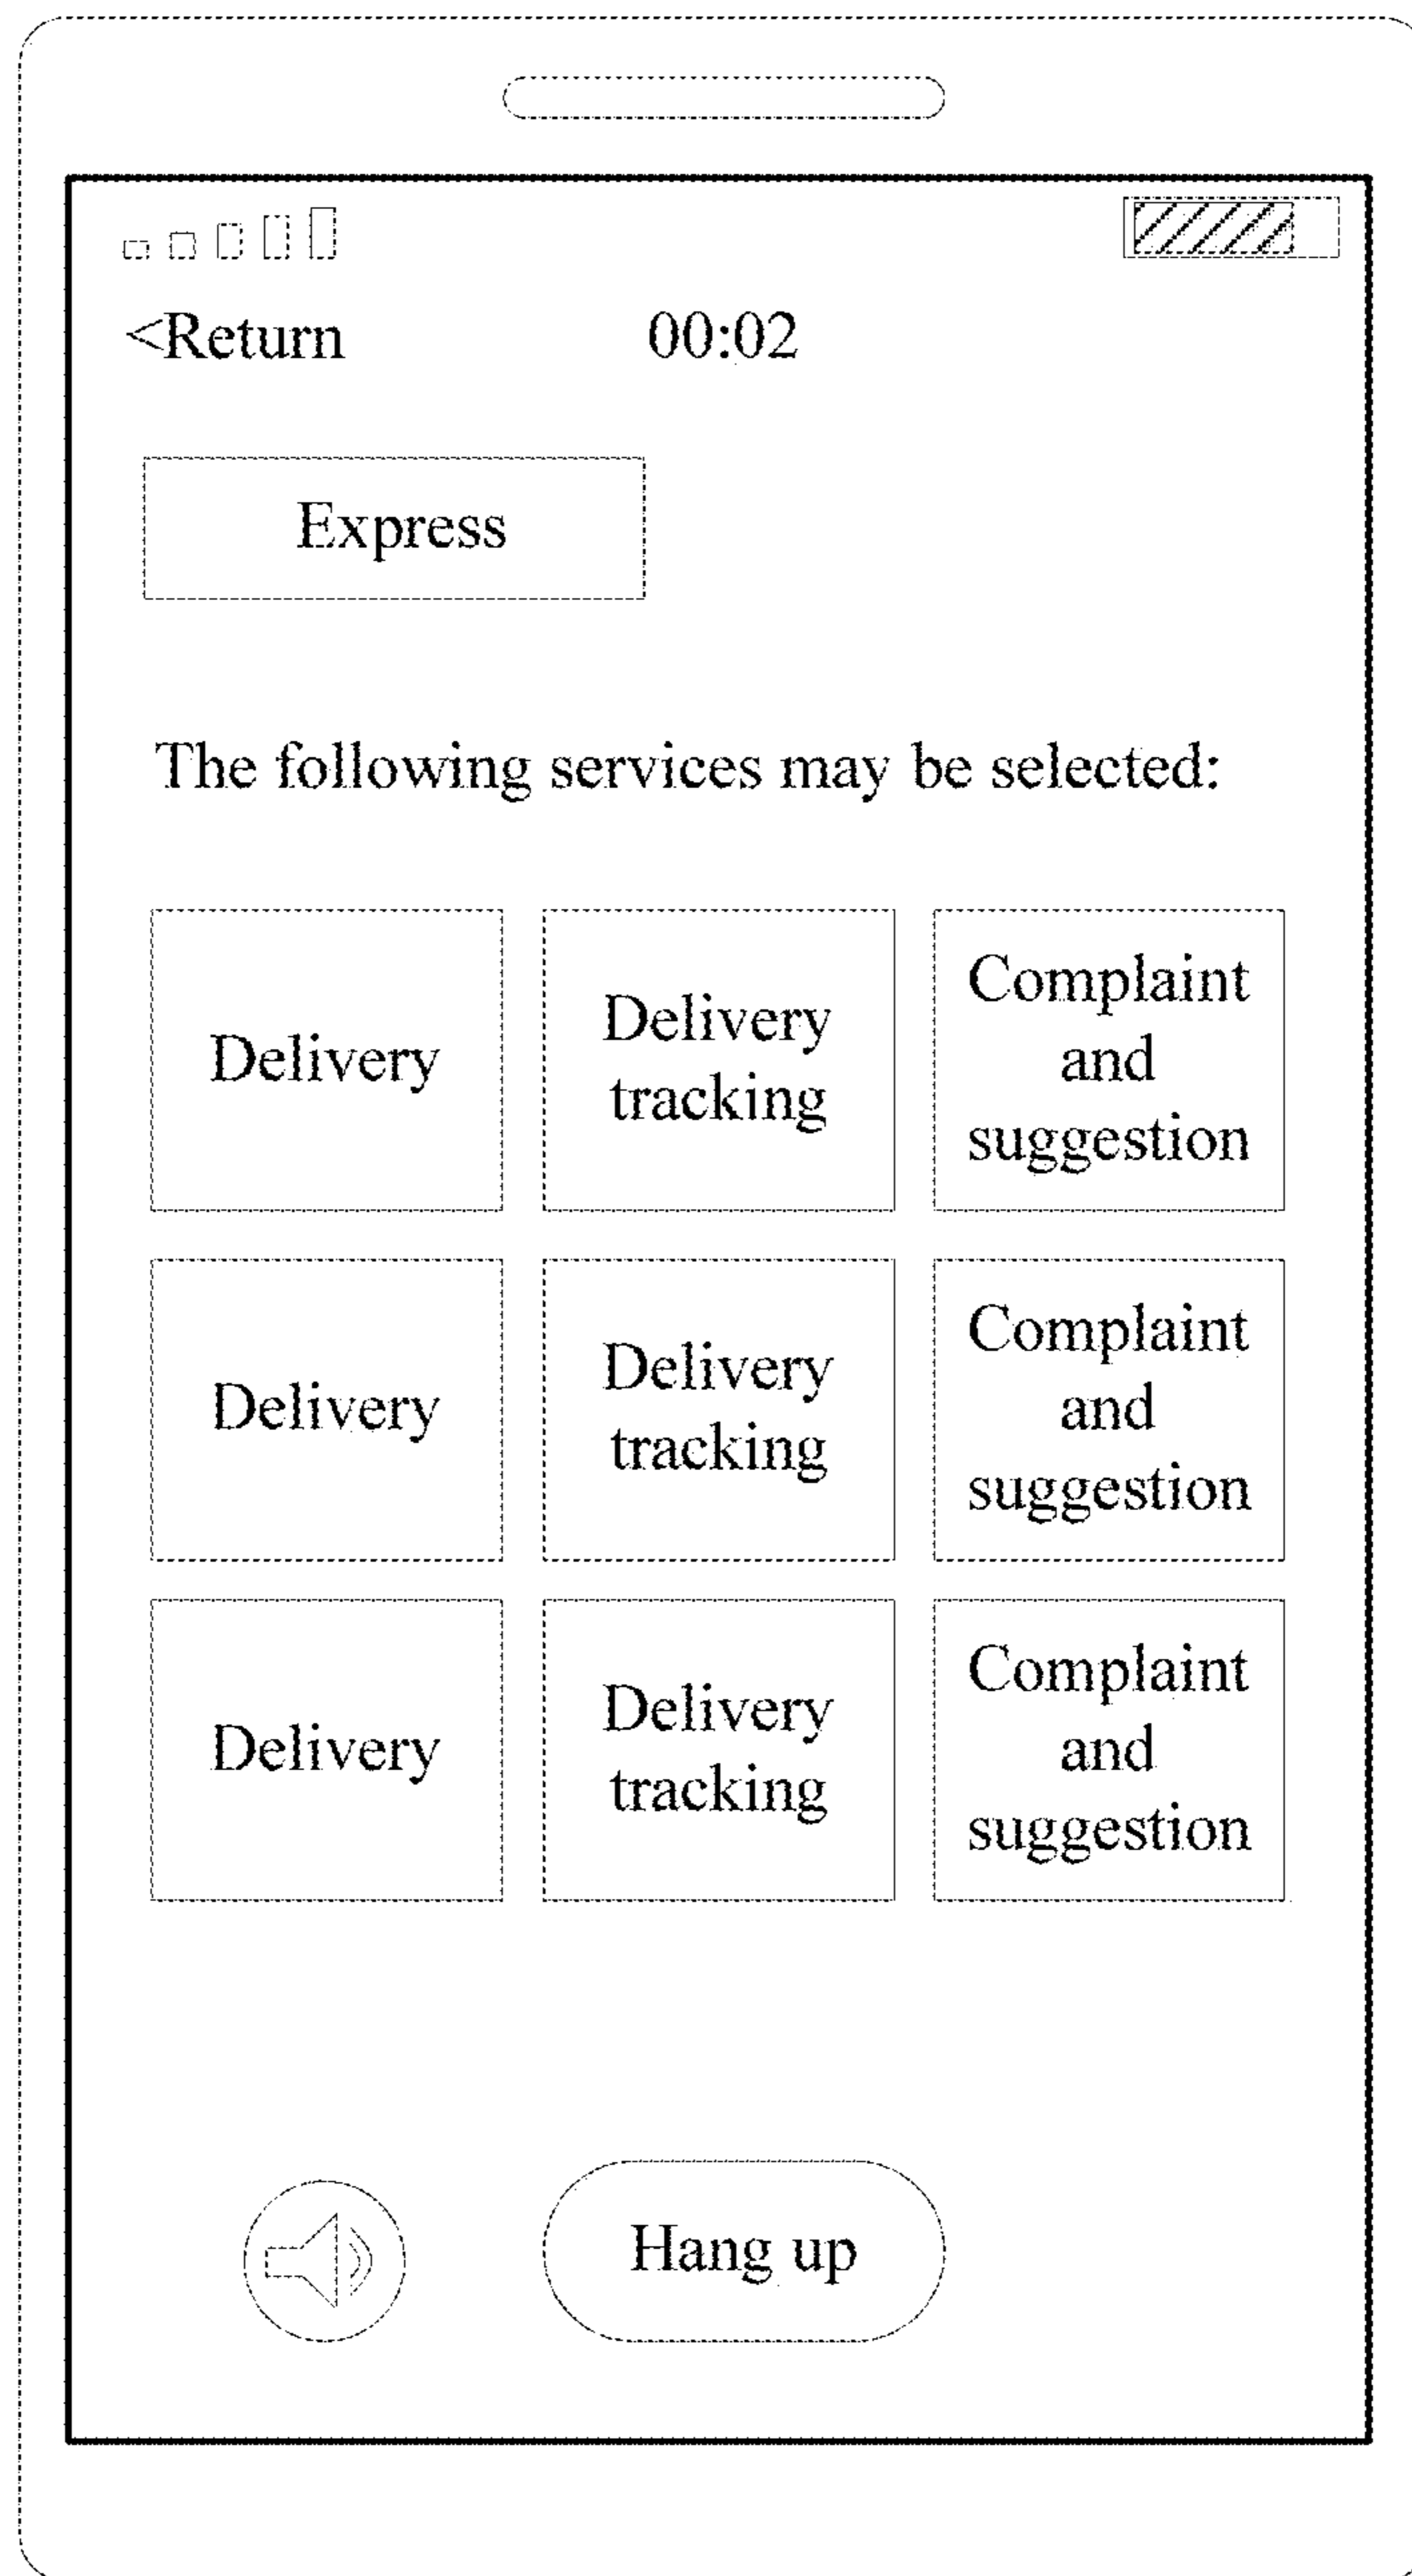 <Return 00:02
Express
The following services may be selected:
Delivery
Delivery
tracking
Complaint
and
suggestion
Delivery
Delivery
tracking
Complaint
and
suggestion
Delivery
Delivery
tracking
Complaint
and
suggestion
Hang up